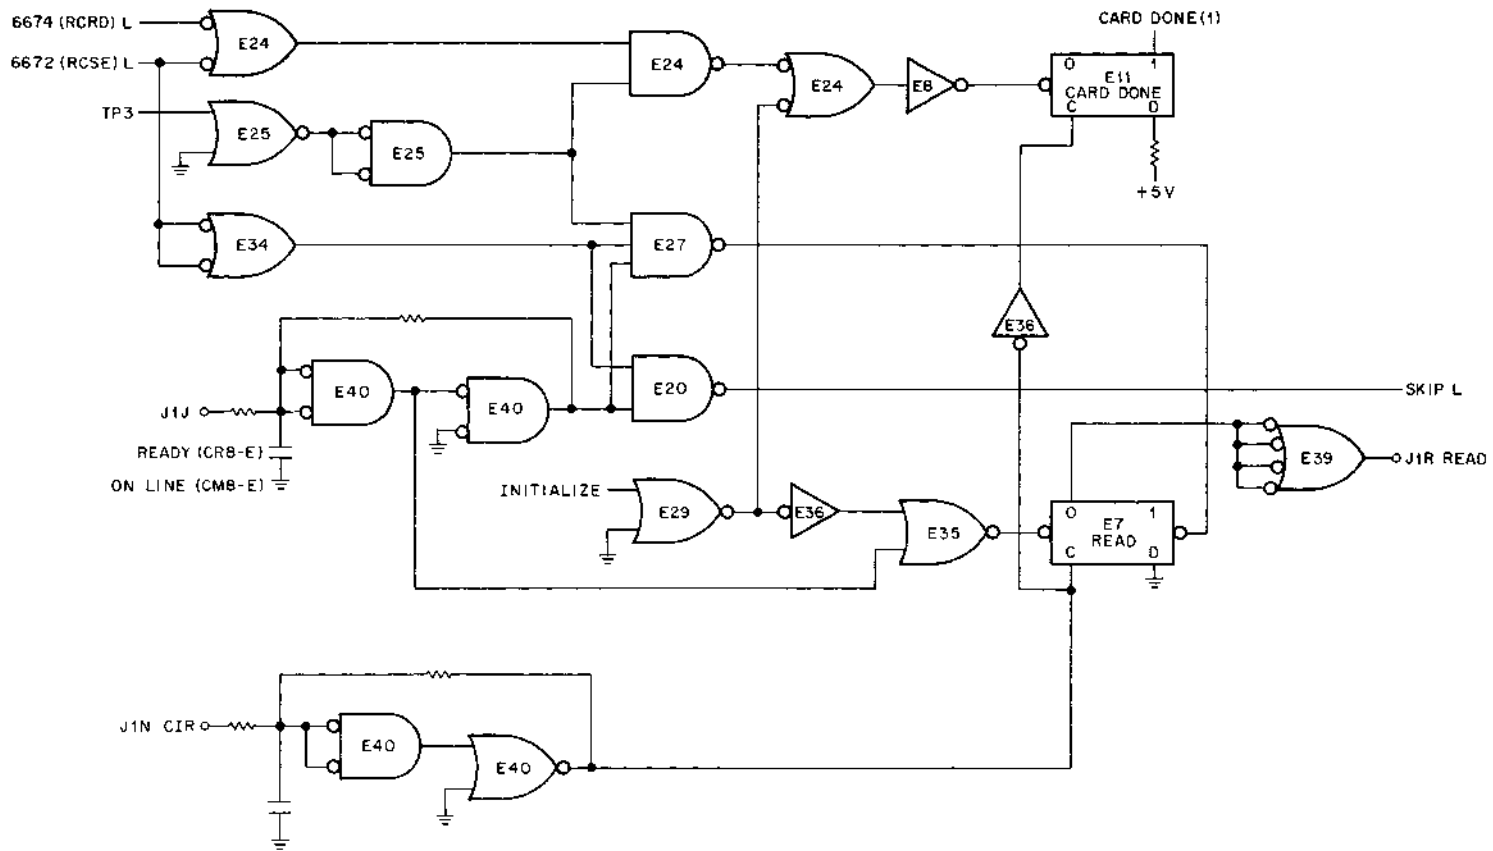 CARD DONE(1)
6674 (RCRD) L
E24
E24
6672 (RCSE) L
E24
E8
0 1
E11
CARD DONE
C D
TP3
E25
E25
+5V
E34
E27
E36
E40
E40
E20
J1J
SKIP L
READY (CR8-E)
ON LINE (CM8-E)
E39
J1R READ
INITIALIZE
E29
E36
E35
0 1
E7
READ
C D
J1N CIR
E40
E40